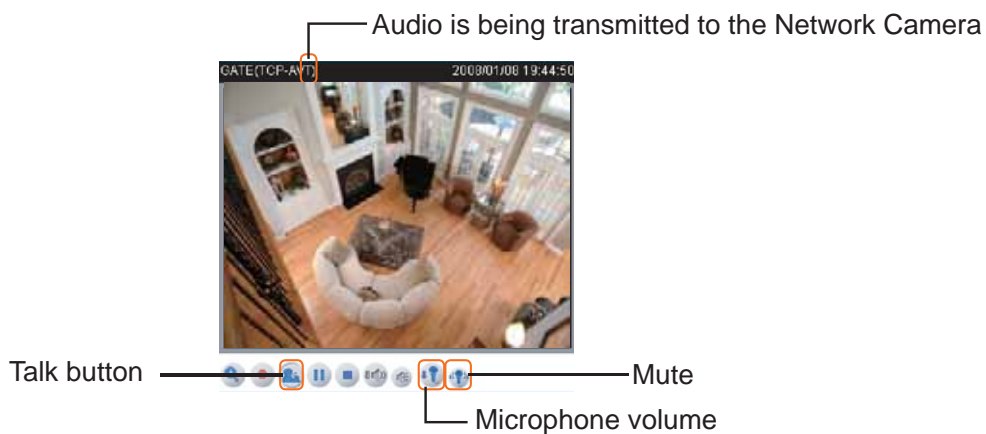 Audio is being transmitted to the Network Camera
GATE(TCP-AVT) 2008/01/08 19:44:50
Talk button
Mute
Microphone volume